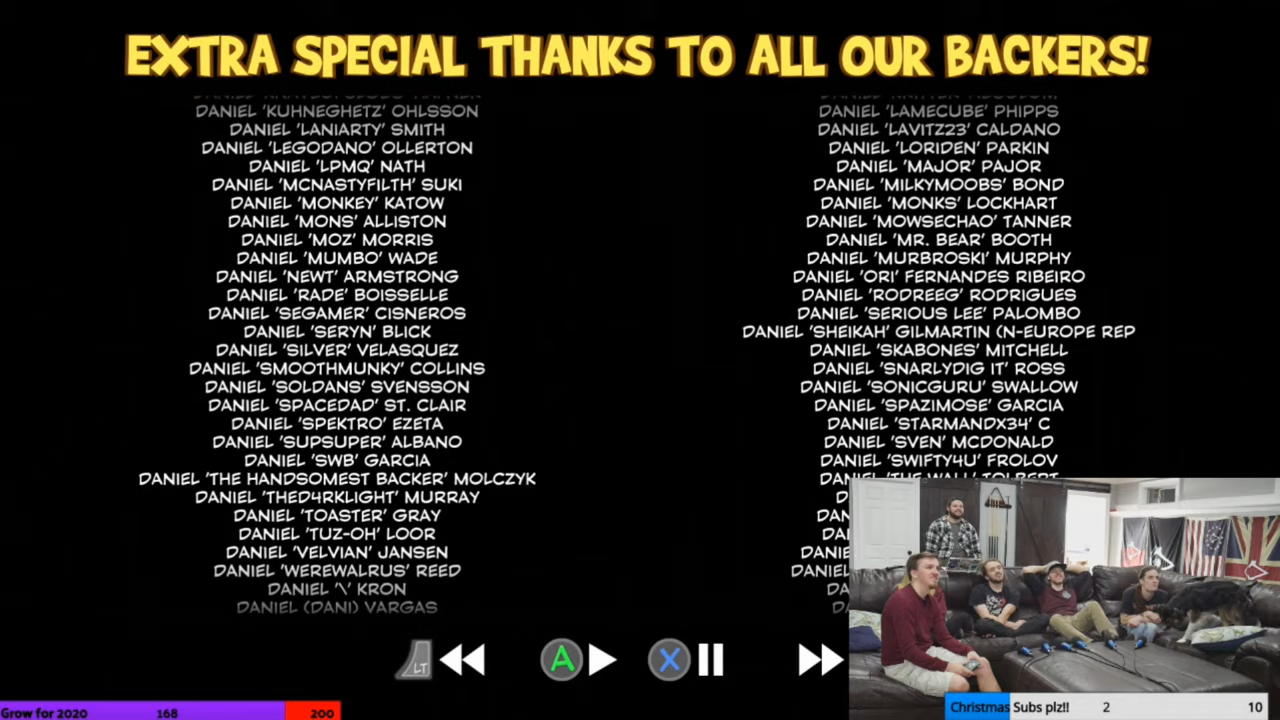 EXTRA SPECIAL THANKS TO ALL OUR BACKERS!
DANIEL 'KUHNEGHETZ' OHLSSON
DANIEL 'LANIARTY' SMITH
DANIEL 'LEGODANO' OLLERTON
DANIEL 'LPMQ' NATH
DANIEL 'MCNASTYFILTH' SUKI
DANIEL 'MONKEY' KATOW
DANIEL 'MONS' ALLISTON
DANIEL 'MOZ' MORRIS
DANIEL 'MUMBO' WADE
DANIEL 'NEWT' ARMSTRONG
DANIEL 'RADE' BOISSELLE
DANIEL 'SEGAMER' CISNEROS
DANIEL 'SERYN' BLICK
DANIEL 'SILVER' VELASQUEZ
DANIEL 'SMOOTHMUNKY' COLLINS
DANIEL 'SOLDANS' SVENSSON
DANIEL 'SPACEDAD' ST. CLAIR
DANIEL 'SPEKTRO' EZETA
DANIEL 'SUPSUPER' ALBANO
DANIEL 'SWB' GARCIA
DANIEL 'THE HANDSOMEST BACKER' MOLCZYK
DANIEL 'THED4RKLIGHT' MURRAY
DANIEL 'TOASTER' GRAY
DANIEL 'TUZ-OH' LOOR
DANIEL 'VELVIAN' JANSEN
DANIEL 'WEREWALRUS' REED
DANIEL '\' KRON
DANIEL (DANI) VARGAS
DANIEL 'LAMECUBE' PHIPPS
DANIEL 'LAVITZ23' CALDANO
DANIEL 'LORIDEN' PARKIN
DANIEL 'MAJOR' PAJOR
DANIEL 'MILKYMOOBS' BOND
DANIEL 'MONKS' LOCKHART
DANIEL 'MOWSECHAO' TANNER
DANIEL 'MR. BEAR' BOOTH
DANIEL 'MURBROSKI' MURPHY
DANIEL 'ORI' FERNANDES RIBEIRO
DANIEL 'RODREEG' RODRIGUES
DANIEL 'SERIOUS LEE' PALOMBO
DANIEL 'SHEIKAH' GILMARTIN (N-EUROPE REP
DANIEL 'SKABONES' MITCHELL
DANIEL 'SNARLYDIG IT' ROSS
DANIEL 'SONICGURU' SWALLOW
DANIEL 'SPAZIMOSE' GARCIA
DANIEL 'STARMANDX34' C
DANIEL 'SVEN' MCDONALD
DANIEL 'SWIFTY4U' FROLOV
DANIEL 'THE WALL' TOLBERT
LT
A
X
Grow for 2020 168 200
Christmas Subs plz!! 2 10